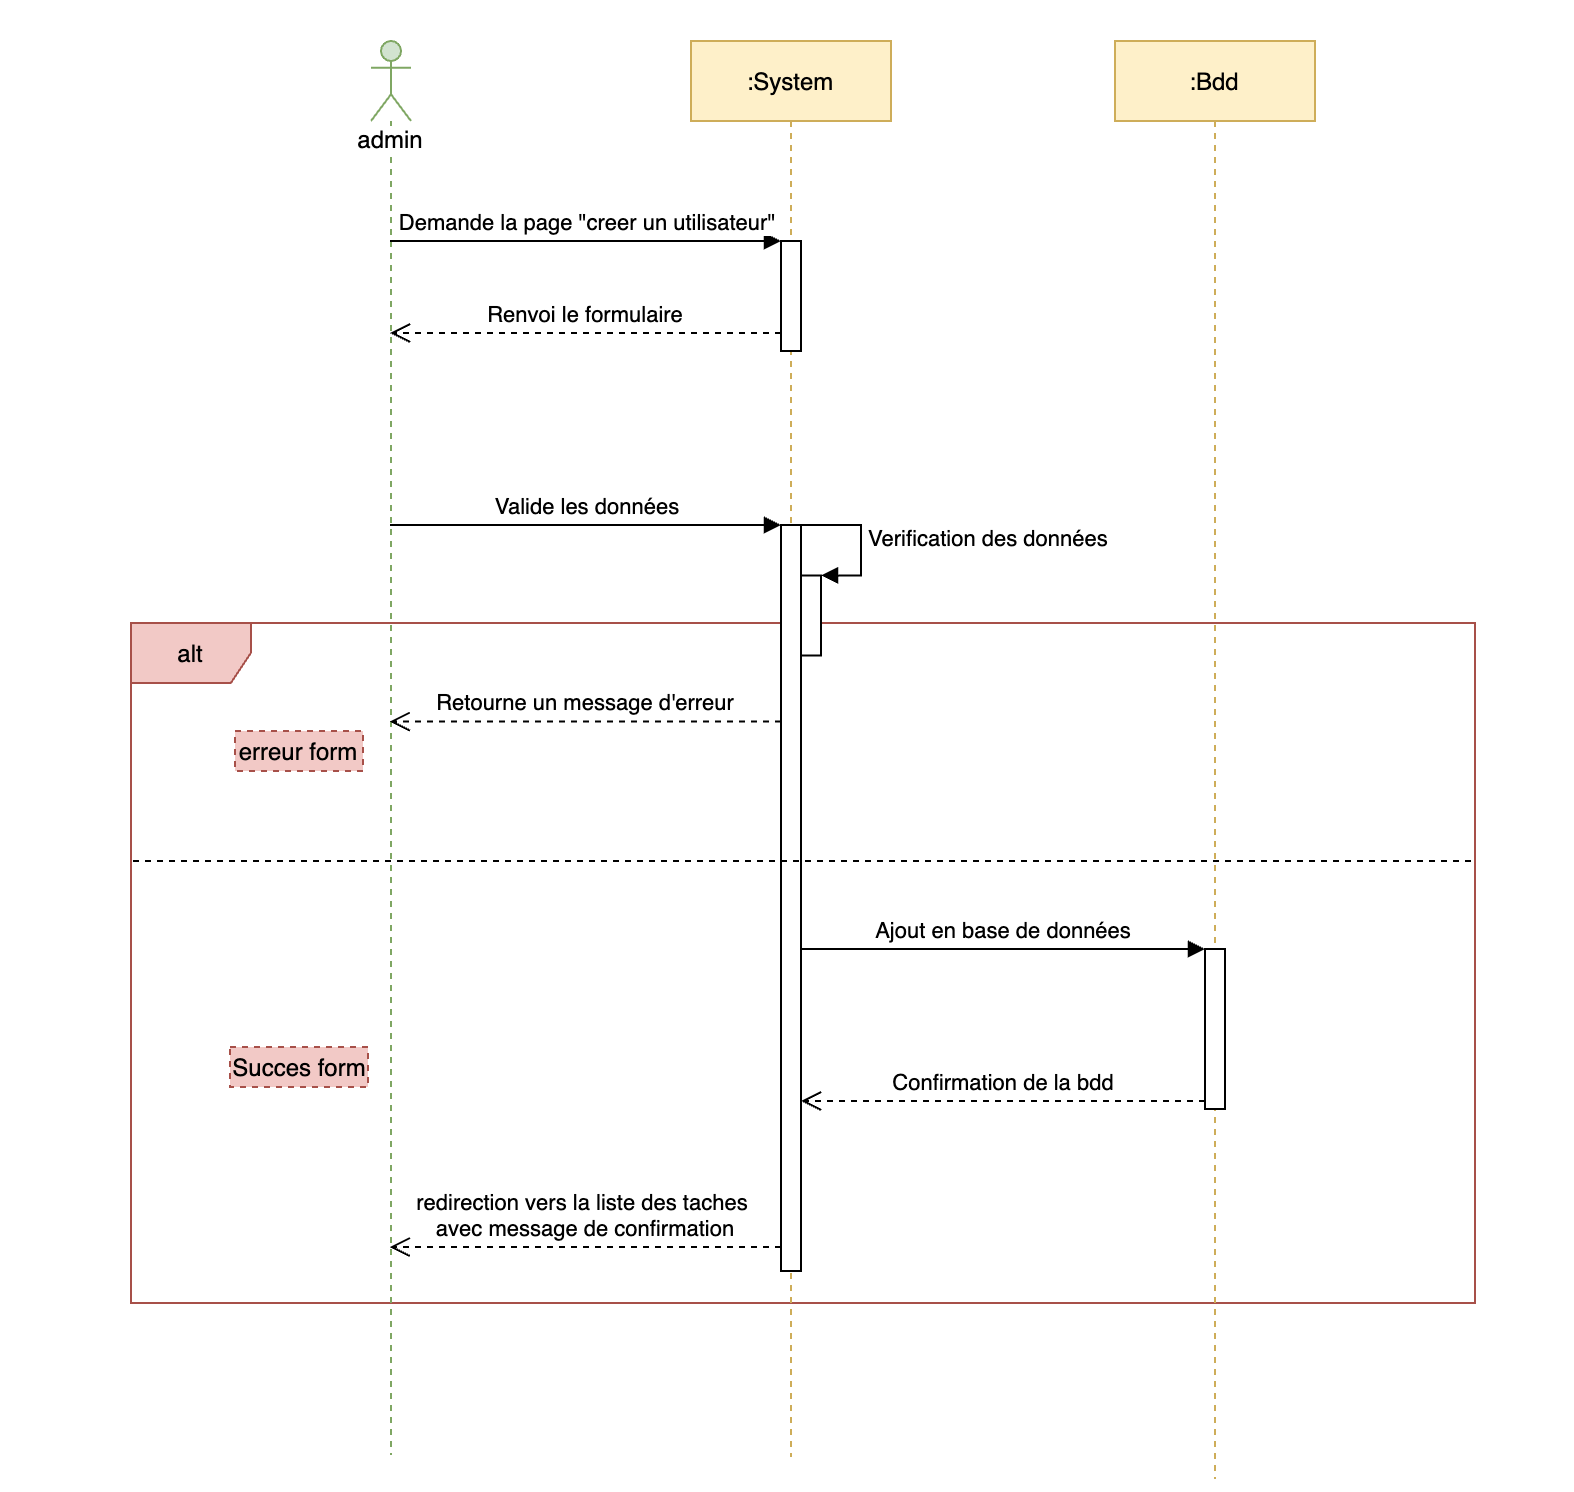 :System
:Bdd
admin
Demande la page "creer un utilisateur"
Renvoi le formulaire
Valide les données
Verification des données
alt
Retourne un message d'erreur
erreur form
Ajout en base de données
Succes form
Confirmation de la bdd
redirection vers la liste des taches
avec message de confirmation